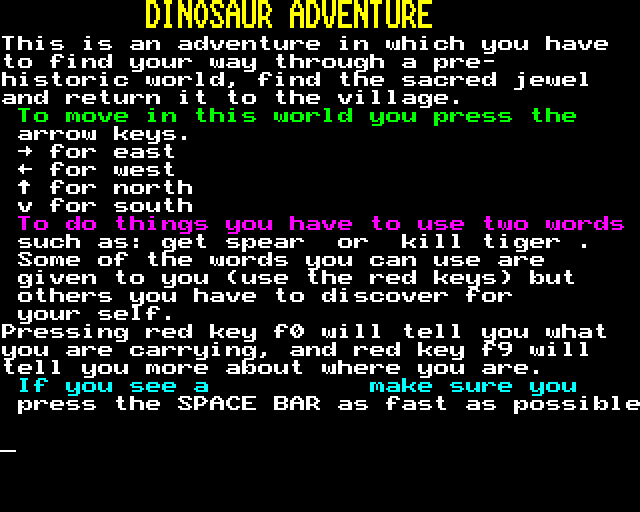 DINOSAUR ADVENTURE
This is an adventure in which you have
to find your way through a pre-
historic world, find the sacred jewel
and return it to the village.
To move in this world you press the
arrow keys.
→ for east
← for west
↑ for north
v for south
To do things you have to use two words
such as: get spear  or  kill tiger .
Some of the words you can use are
given to you (use the red keys) but
others you have to discover for
your self.
Pressing red key f0 will tell you what
you are carrying, and red key f9 will
tell you more about where you are.
If you see a          make sure you
press the SPACE BAR as fast as possible